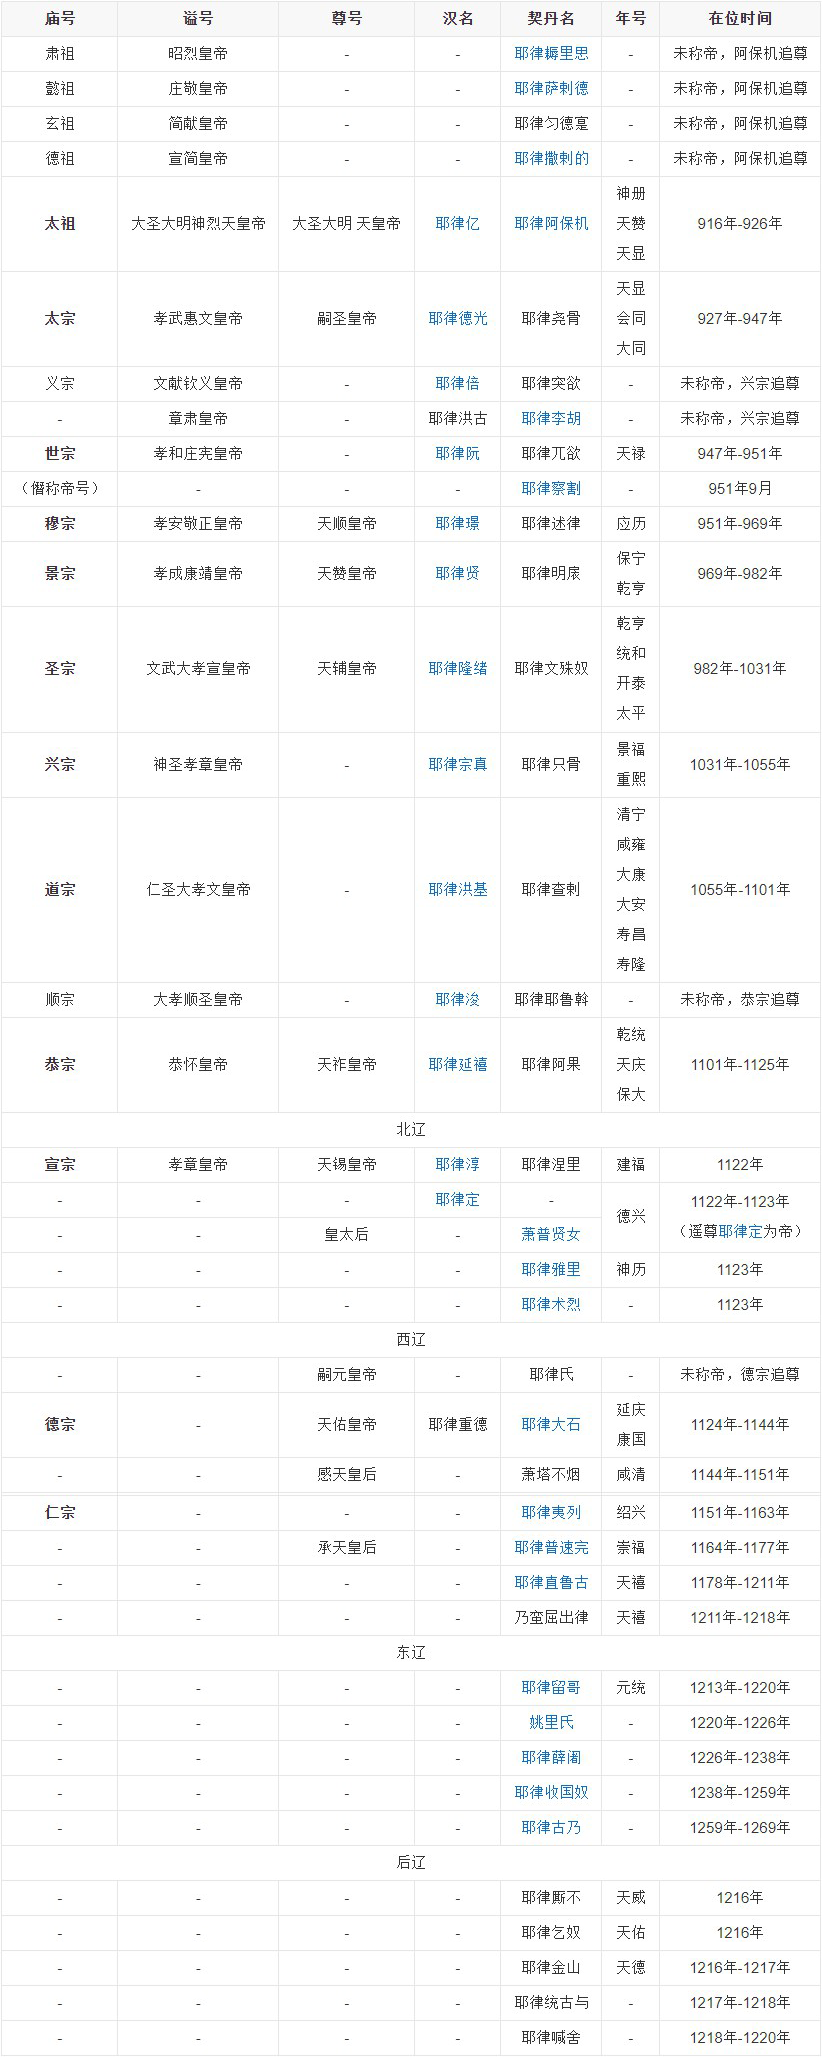 庙号 谥号 尊号 汉名 契丹名 年号 在位时间
肃祖 昭烈皇帝 - - 耶律耨里思 - 未称帝，阿保机追尊
懿祖 庄敬皇帝 - - 耶律萨剌德 - 未称帝，阿保机追尊
玄祖 简献皇帝 - - 耶律匀德寔 - 未称帝，阿保机追尊
德祖 宣简皇帝 - - 耶律撒剌的 - 未称帝，阿保机追尊
太祖 大圣大明神烈天皇帝 大圣大明 天皇帝 耶律亿 耶律阿保机 神册 916年-926年
天赞
天显
太宗 孝武惠文皇帝 嗣圣皇帝 耶律德光 耶律尧骨 天显 927年-947年
会同
大同
义宗 文献钦义皇帝 - 耶律倍 耶律突欲 - 未称帝，兴宗追尊
- 章肃皇帝 - 耶律洪古 耶律李胡 - 未称帝，兴宗追尊
世宗 孝和庄宪皇帝 - 耶律阮 耶律兀欲 天禄 947年-951年
（僭称帝号） - - - 耶律察割 - 951年9月
穆宗 孝安敬正皇帝 天顺皇帝 耶律璟 耶律述律 应历 951年-969年
景宗 孝成康靖皇帝 天赞皇帝 耶律贤 耶律明扆 保宁 969年-982年
乾亨
圣宗 文武大孝宣皇帝 天辅皇帝 耶律隆绪 耶律文殊奴 乾亨 982年-1031年
统和
开泰
太平
兴宗 神圣孝章皇帝 - 耶律宗真 耶律只骨 景福 1031年-1055年
重熙
道宗 仁圣大孝文皇帝 - 耶律洪基 耶律查剌 清宁 1055年-1101年
咸雍
大康
大安
寿昌
寿隆
顺宗 大孝顺圣皇帝 - 耶律浚 耶律耶鲁斡 - 未称帝，恭宗追尊
恭宗 恭怀皇帝 天祚皇帝 耶律延禧 耶律阿果 乾统 1101年-1125年
天庆
保大
北辽
宣宗 孝章皇帝 天锡皇帝 耶律淳 耶律涅里 建福 1122年
- - - 耶律定 - 德兴 1122年-1123年
- - 皇太后 - 萧普贤女 （遥尊耶律定为帝）
- - - - 耶律雅里 神历 1123年
- - - - 耶律术烈 - 1123年
西辽
- - 嗣元皇帝 - 耶律氏 - 未称帝，德宗追尊
德宗 - 天佑皇帝 耶律重德 耶律大石 延庆 1124年-1144年
康国
- - 感天皇后 - 萧塔不烟 咸清 1144年-1151年
仁宗 - - - 耶律夷列 绍兴 1151年-1163年
- - 承天皇后 - 耶律普速完 崇福 1164年-1177年
- - - - 耶律直鲁古 天禧 1178年-1211年
- - - - 乃蛮屈出律 天禧 1211年-1218年
东辽
- - - - 耶律留哥 元统 1213年-1220年
- - - - 姚里氏 - 1220年-1226年
- - - - 耶律薛阇 - 1226年-1238年
- - - - 耶律收国奴 - 1238年-1259年
- - - - 耶律古乃 - 1259年-1269年
后辽
- - - - 耶律厮不 天威 1216年
- - - - 耶律乞奴 天佑 1216年
- - - - 耶律金山 天德 1216年-1217年
- - - - 耶律统古与 - 1217年-1218年
- - - - 耶律喊舍 - 1218年-1220年